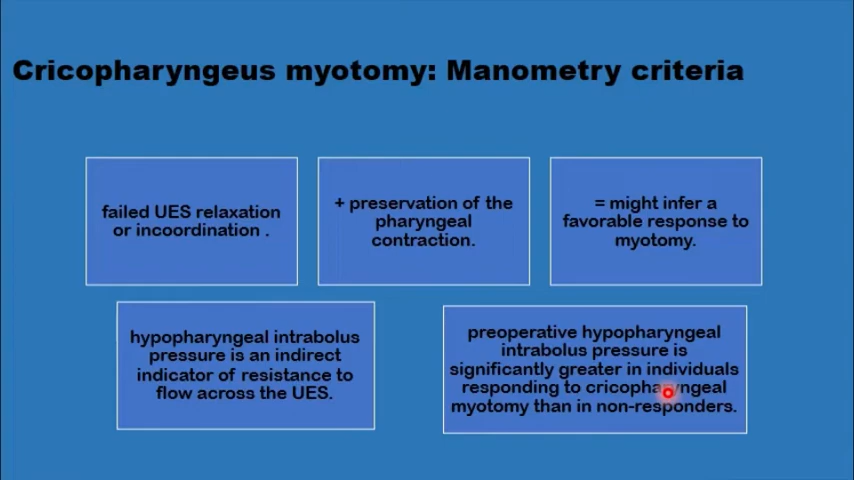 Cricopharyngeus myotomy: Manometry criteria
failed UES relaxation
or incoordination .
+ preservation of the
pharyngeal
contraction.
= might infer a
favorable response to
myotomy.
hypopharyngeal intrabolus
pressure is an indirect
indicator of resistance to
flow across the UES.
preoperative hypopharyngeal
intrabolus pressure is
significantly greater in individuals
responding to cricopharyngeal
myotomy than in non-responders.